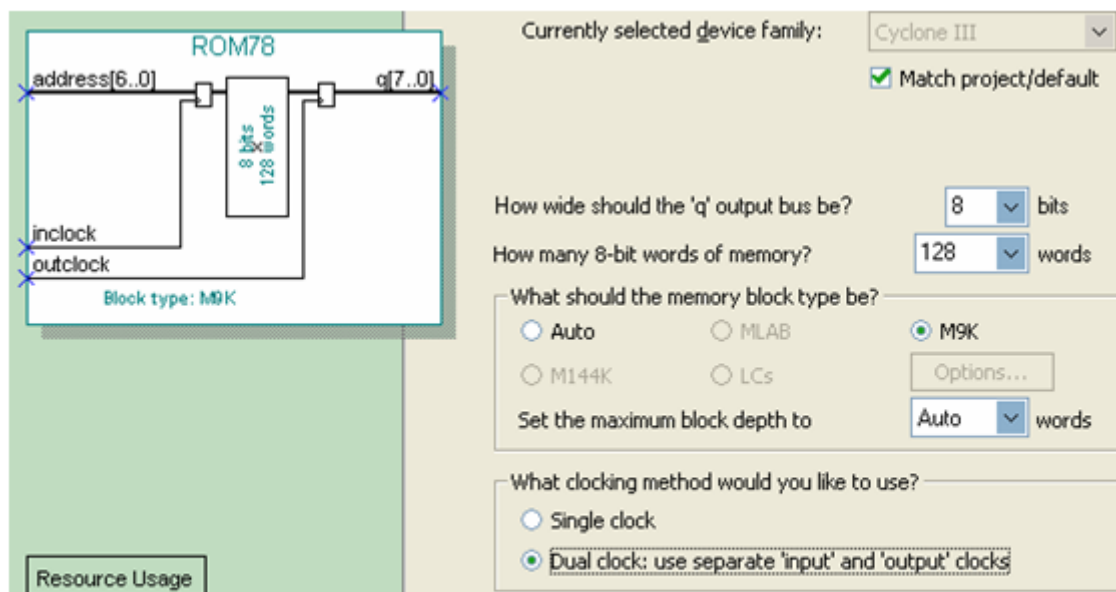 ROM78
address[6..0]
q[7..0]
8 bits
128 words
inclock
outclock
Block type: M9K
Resource Usage
Currently selected device family:
Cyclone III
Match project/default
How wide should the 'q' output bus be?
8
bits
How many 8-bit words of memory?
128
words
What should the memory block type be?
Auto
MLAB
M9K
M144K
LCs
Options...
Set the maximum block depth to
Auto
words
What clocking method would you like to use?
Single clock
Dual clock: use separate 'input' and 'output' clocks